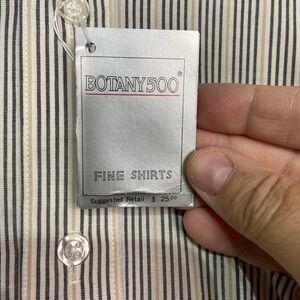 BOTANY500®
FINE SHIRTS
Suggested Retail $ 25.00